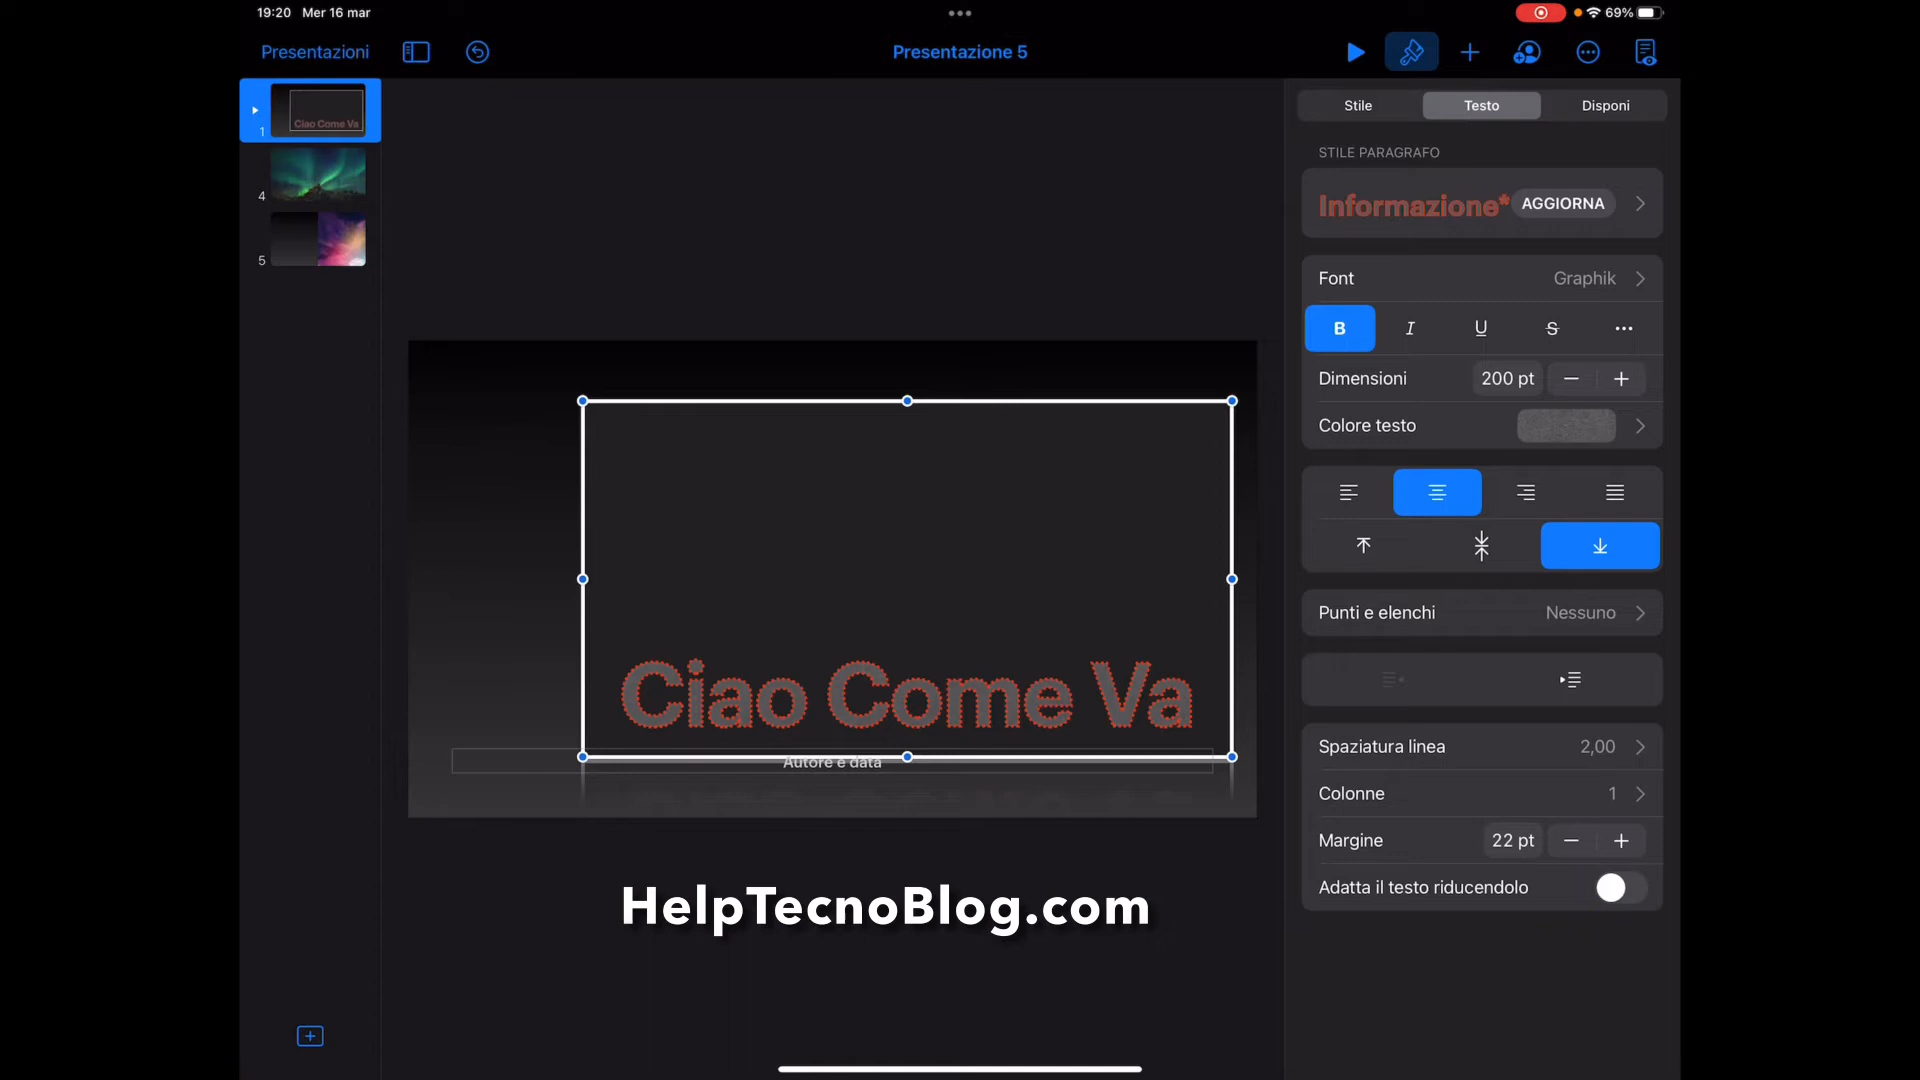 19:20 Mer 16 mar
69%
Presentazioni
Presentazione 5
Stile
Testo
Disponi
1
Ciao Come Va
4
5
STILE PARAGRAFO
Informazione*
AGGIORNA
Font
Graphik
B
I
U
S
Dimensioni
200 pt
Colore testo
Punti e elenchi
Nessuno
Spaziatura linea
2,00
Colonne
1
Margine
22 pt
Adatta il testo riducendolo
Ciao Come Va
Autore e data
HelpTecnoBlog.com